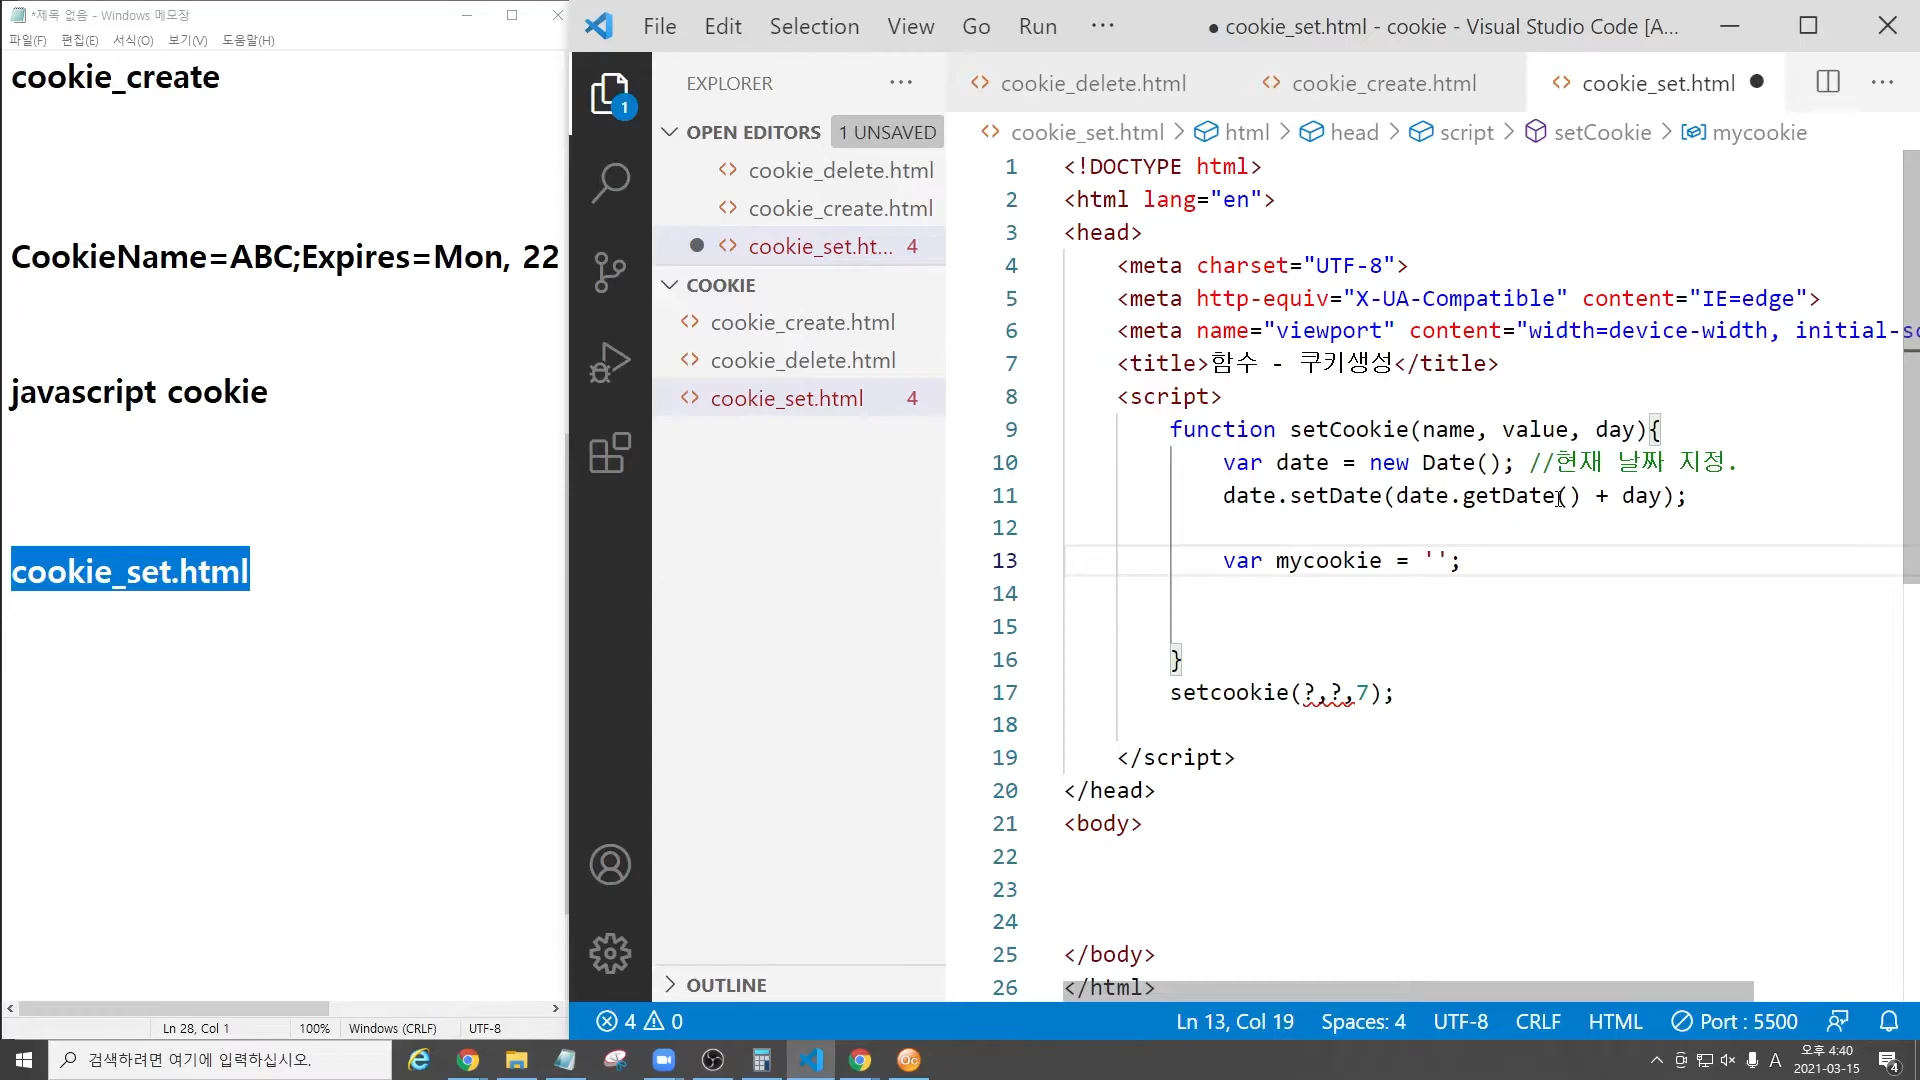 *제목 없음 - Windows 메모장
파일(F) 편집(E) 서식(O) 보기(V) 도움말(H)
cookie_create
CookieName=ABC;Expires=Mon, 22
javascript cookie
cookie_set.html
Ln 28, Col 1 100% Windows (CRLF) UTF-8
File Edit Selection View Go Run ···
● cookie_set.html - cookie - Visual Studio Code [A...
1
EXPLORER ···
OPEN EDITORS 1 UNSAVED
cookie_delete.html
cookie_create.html
cookie_set.ht... 4
COOKIE
cookie_create.html
cookie_delete.html
cookie_set.html 4
OUTLINE
cookie_delete.html cookie_create.html cookie_set.html ●
cookie_set.html > html > head > script > setCookie > mycookie
1 <!DOCTYPE html>
2 <html lang="en">
3 <head>
4 <meta charset="UTF-8">
5 <meta http-equiv="X-UA-Compatible" content="IE=edge">
6 <meta name="viewport" content="width=device-width, initial-sc
7 <title>함수 - 쿠키생성</title>
8 <script>
9 function setCookie(name, value, day){
10 var date = new Date(); //현재 날짜 지정.
11 date.setDate(date.getDate() + day);
12
13 var mycookie = '';
14
15
16 }
17 setcookie(?,?,7);
18
19 </script>
20 </head>
21 <body>
22
23
24
25 </body>
26 </html>
4 0
Ln 13, Col 19 Spaces: 4 UTF-8 CRLF HTML Port : 5500
검색하려면 여기에 입력하십시오.
A
오후 4:40
2021-03-15
4